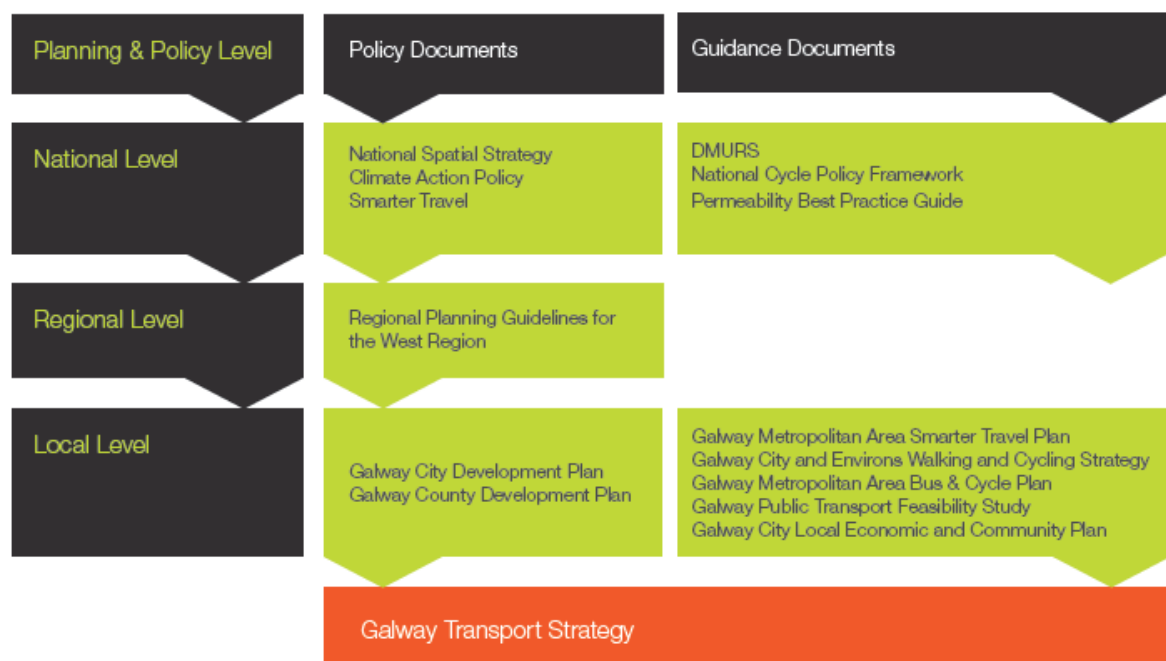 Planning & Policy Level
Policy Documents
Guidance Documents
National Level
National Spatial Strategy
Climate Action Policy
Smarter Travel
DMURS
National Cycle Policy Framework
Permeability Best Practice Guide
Regional Level
Regional Planning Guidelines for
the West Region
Local Level
Galway City Development Plan
Galway County Development Plan
Galway Metropolitan Area Smarter Travel Plan
Galway City and Environs Walking and Cycling Strategy
Galway Metropolitan Area Bus & Cycle Plan
Galway Public Transport Feasibility Study
Galway City Local Economic and Community Plan
Galway Transport Strategy